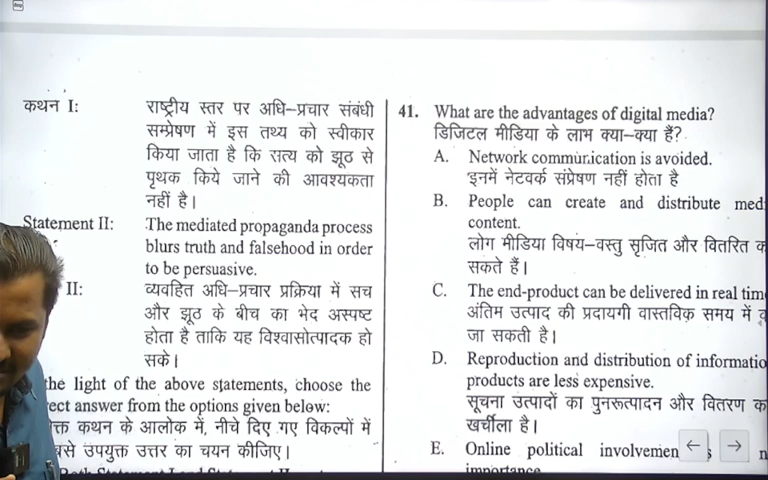 कथन I: राष्ट्रीय स्तर पर अधि–प्रचार संबंधी
सम्प्रेषण में इस तथ्य को स्वीकार
किया जाता है कि सत्य को झूठ से
पृथक किये जाने की आवश्यकता
नहीं है।
Statement II: The mediated propaganda process
blurs truth and falsehood in order
to be persuasive.
II: व्यवहित अधि–प्रचार प्रक्रिया में सच
और झूठ के बीच का भेद अस्पष्ट
होता है ताकि यह विश्वासोत्पादक हो
सके।
the light of the above statements, choose the
answer from the options given below:
कथन के आलोक में, नीचे दिए गए विकल्पों में
उपयुक्त उत्तर का चयन कीजिए।
41. What are the advantages of digital media?
डिजिटल मीडिया के लाभ क्या–क्या हैं?
A. Network communication is avoided.
इनमें नेटवर्क संप्रेषण नहीं होता है
B. People can create and distribute
content.
लोग मीडिया विषय–वस्तु सृजित और वितरित
सकते हैं।
C. The end-product can be delivered in real
अंतिम उत्पाद की प्रदायगी वास्तविक समय में
जा सकती है।
D. Reproduction and distribution of
products are less expensive.
सूचना उत्पादों का पुनरूत्पादन और वितरण
खर्चीला है।
E. Online political
importance